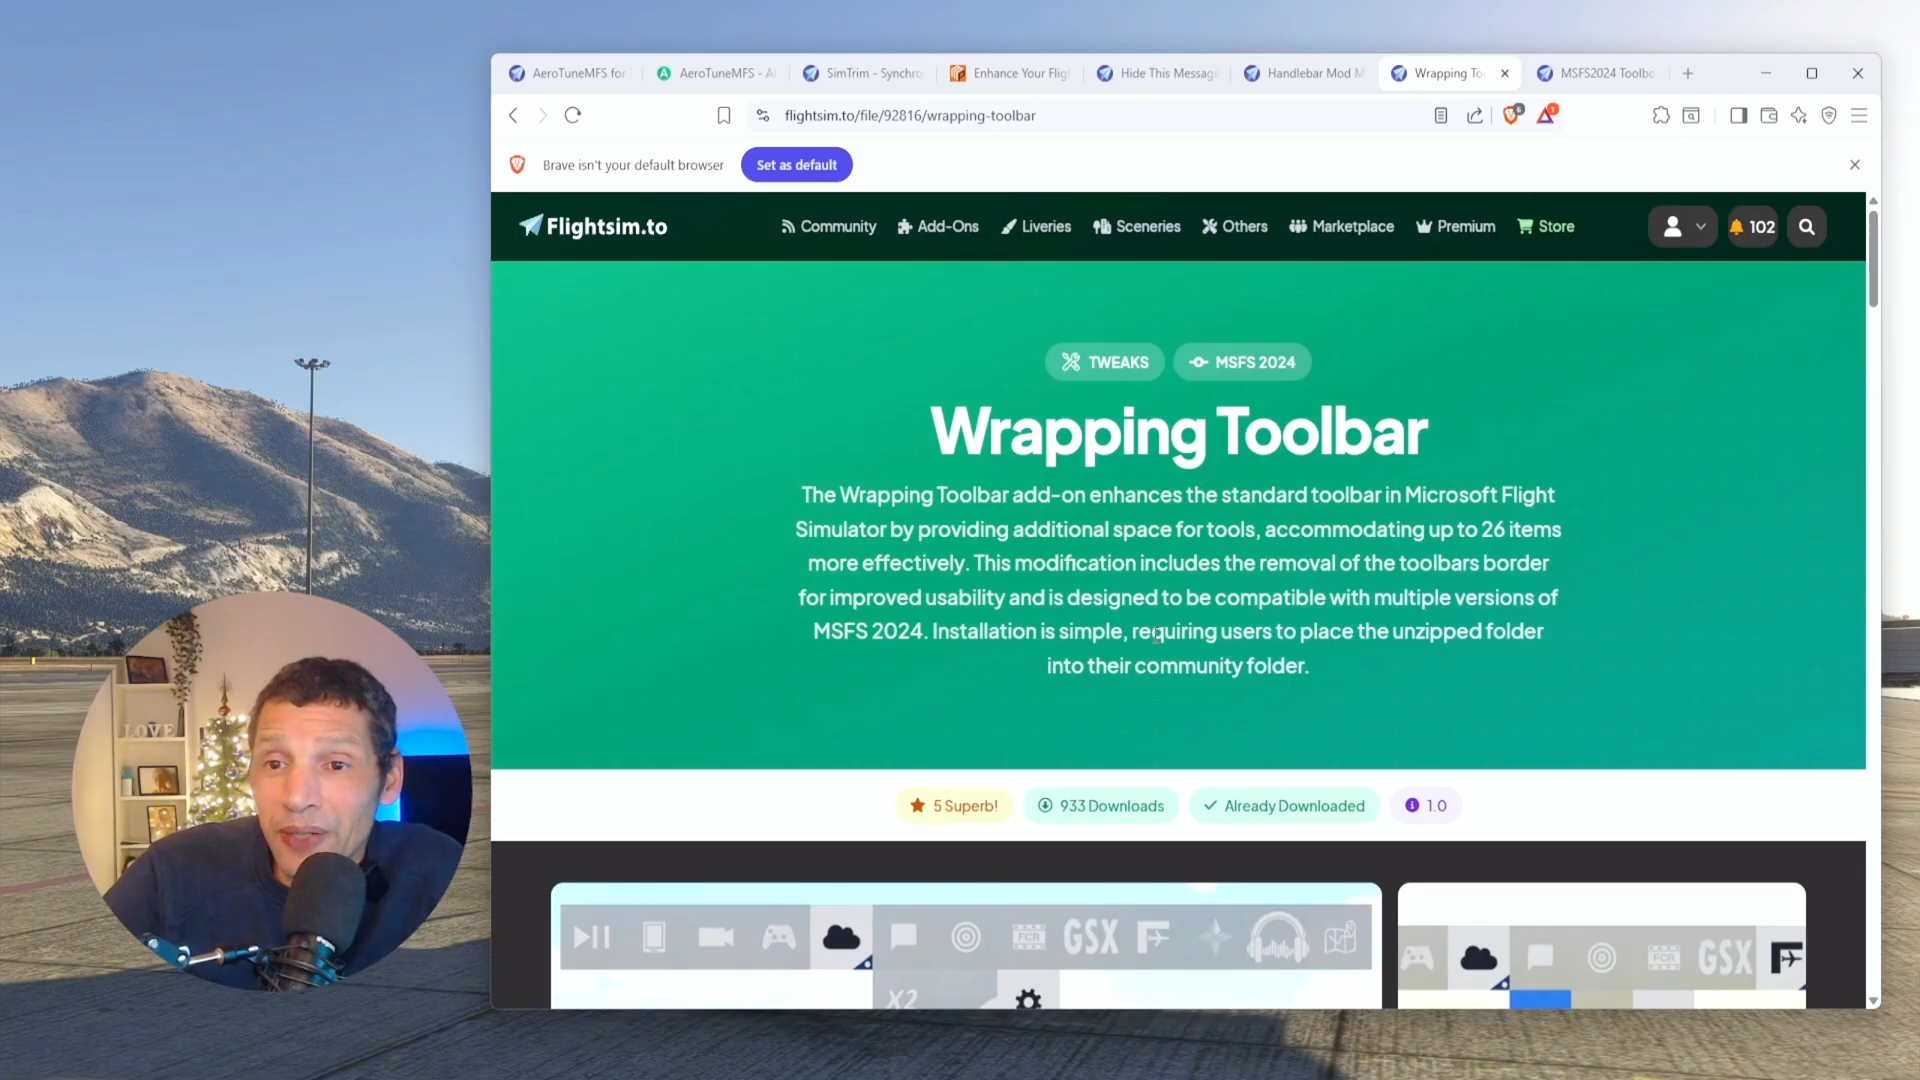 AeroTuneMFS for
AeroTuneMFS - Al
SimTrim - Synchro
Enhance Your Flig
Hide This Message
Handlebar Mod M
Wrapping To
MSFS2024 Toolbo
flightsim.to/file/92816/wrapping-toolbar
6
1
Brave isn't your default browser
Set as default
Flightsim.to
Community
Add-Ons
Liveries
Sceneries
Others
Marketplace
Premium
Store
102
TWEAKS
MSFS 2024
Wrapping Toolbar
The Wrapping Toolbar add-on enhances the standard toolbar in Microsoft Flight
Simulator by providing additional space for tools, accommodating up to 26 items
more effectively. This modification includes the removal of the toolbars border
for improved usability and is designed to be compatible with multiple versions of
MSFS 2024. Installation is simple, requiring users to place the unzipped folder
into their community folder.
5 Superb!
933 Downloads
Already Downloaded
1.0
FCR
GSX
X2
FCR
GSX
LOVE